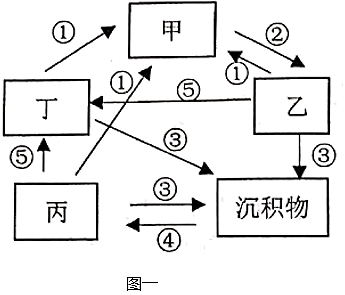 ① 甲 ②
丁 ① ① ⑤ 乙
⑤ ③ ③
丙 ③ ④ 沉积物
图一